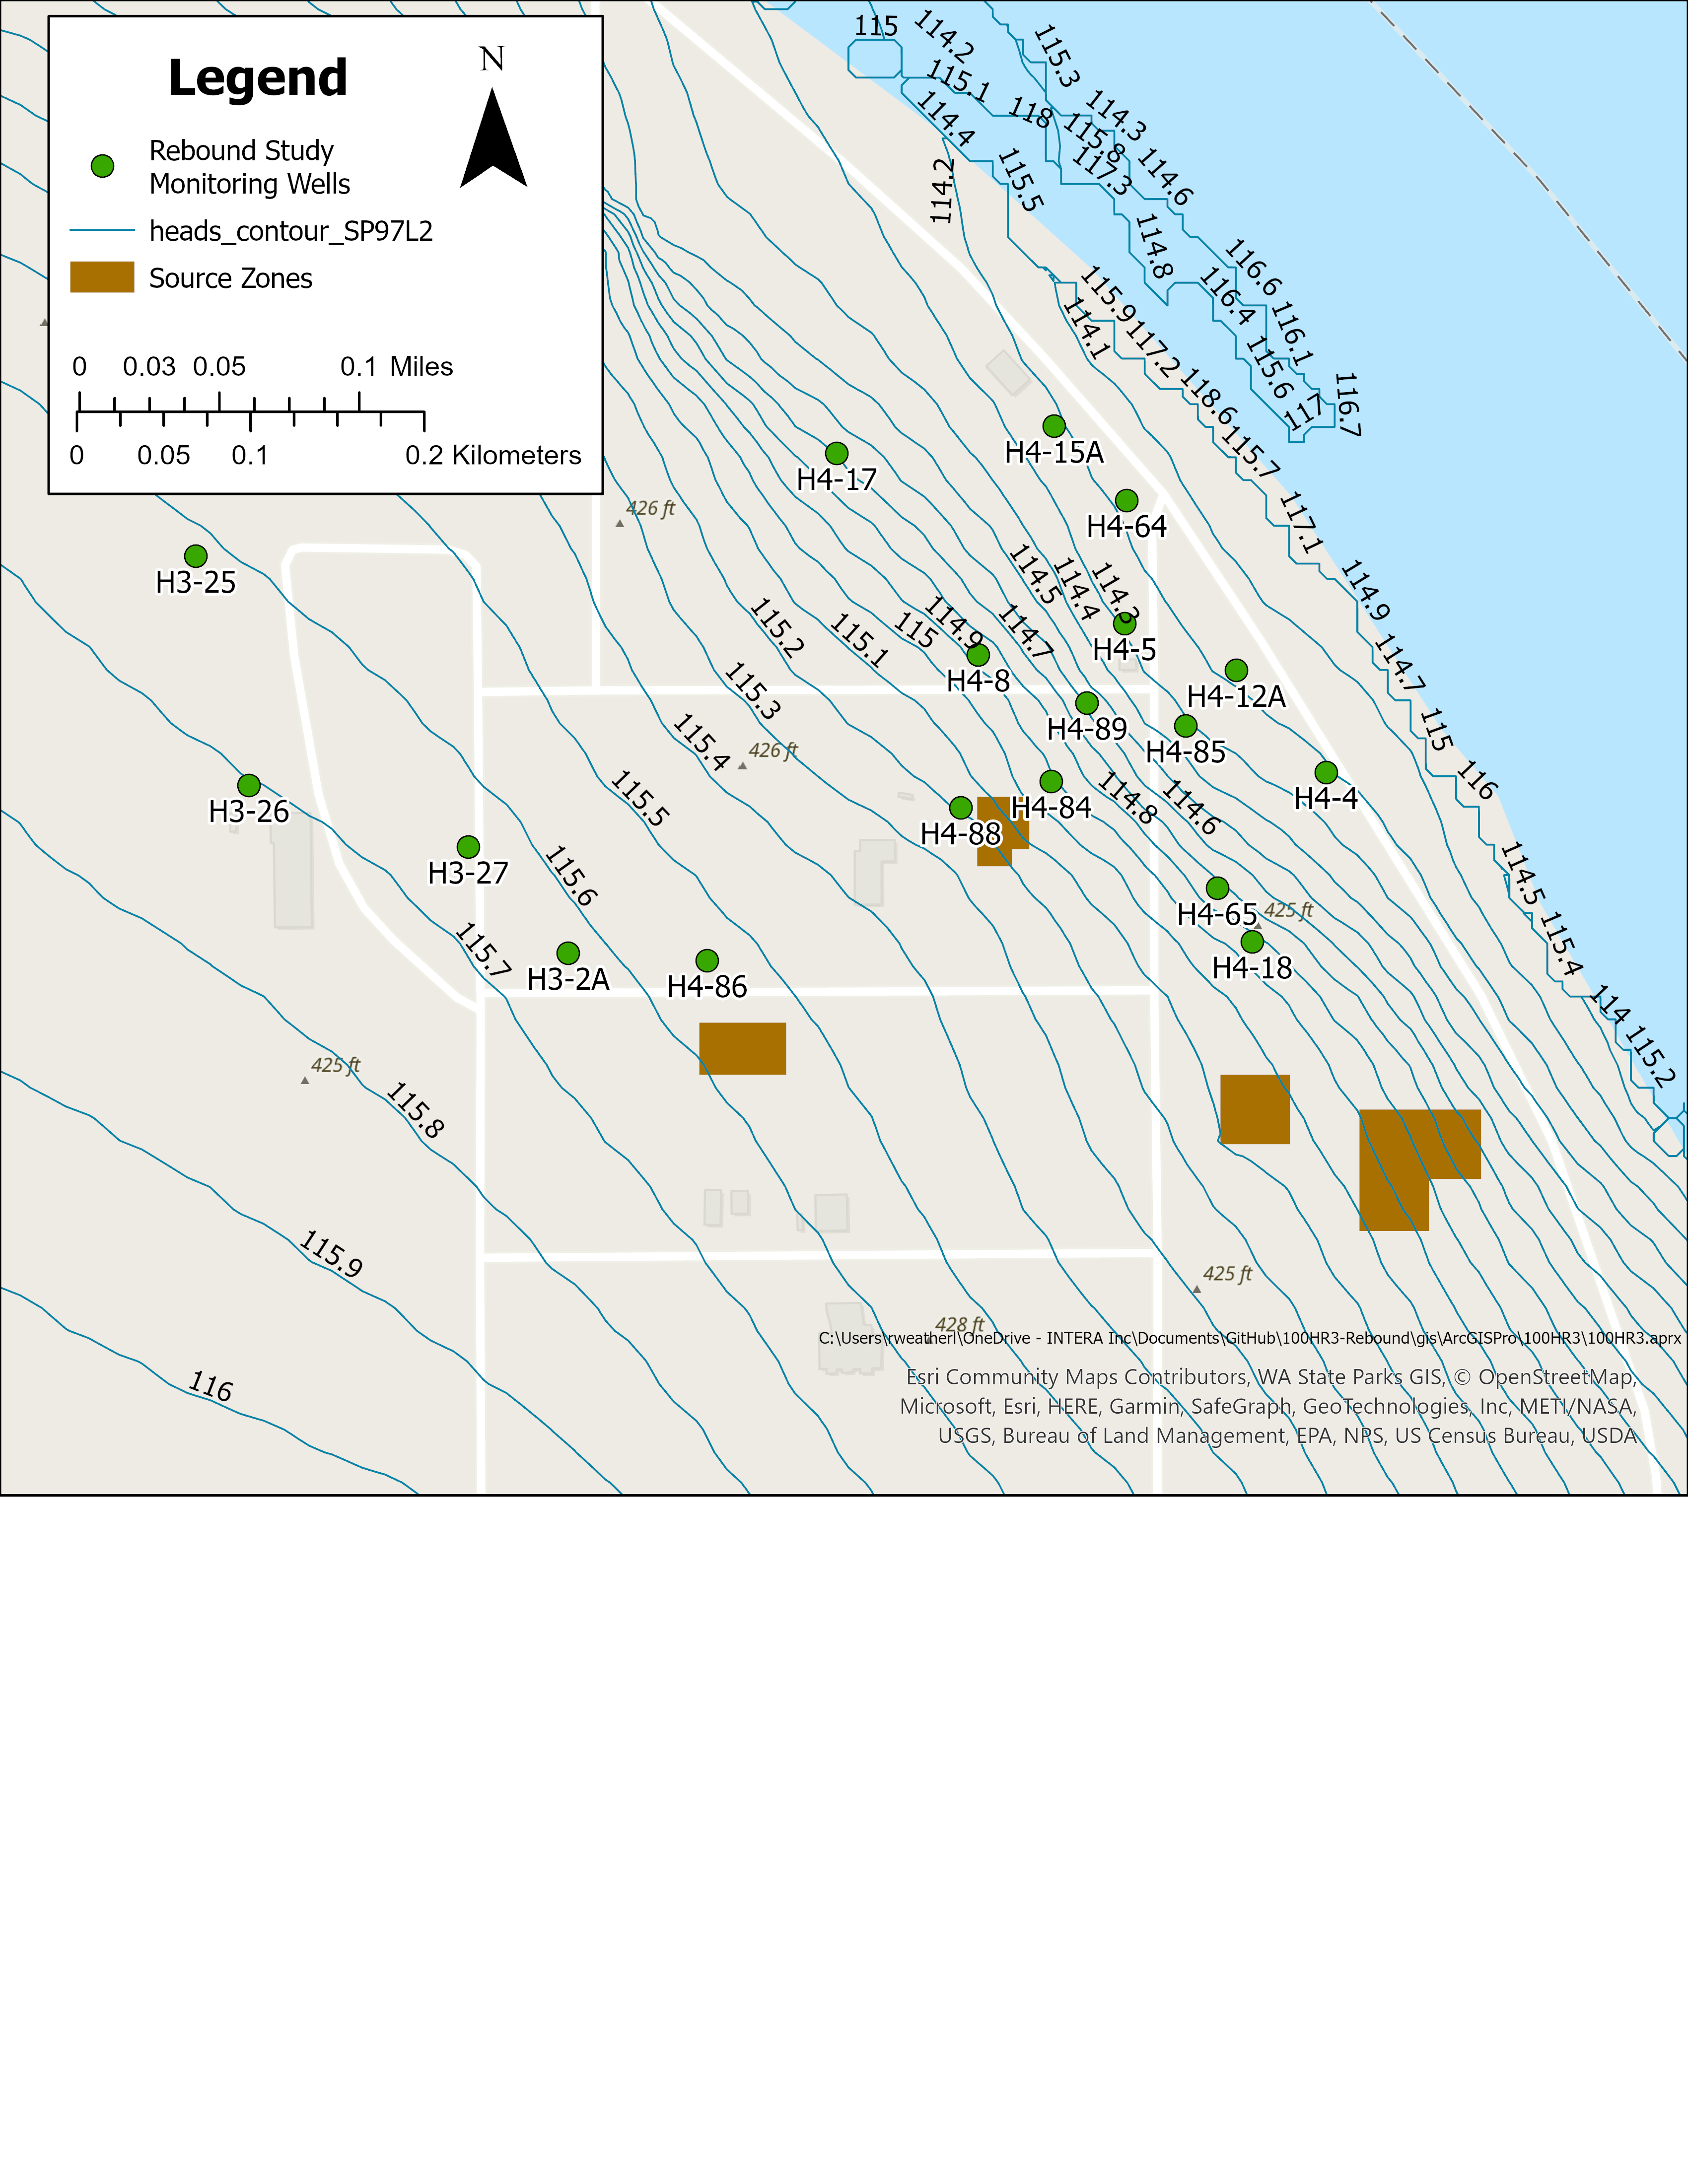 Legend
N
Rebound Study
Monitoring Wells
heads_contour_SP97L2
Source Zones
0 0.03 0.05 0.1 Miles
0 0.05 0.1 0.2 Kilometers
115
114.2
115.3
115.1
114.4
118
114.3
115.8
117.3
114.6
114.2
115.5
114.8
116.6
116.4
115.9
114.1
117.2
116.1
115.6
117
116.7
118.6
115.7
H4-15A
H4-17
426 ft
H4-64
117.1
H3-25
114.5
114.4
114.3
114.9
115.2
115.1
115
114.9
114.7
H4-5
114.7
H4-8
115.3
H4-12A
115.4
426 ft
H4-89
H4-85
115
116
H3-26
115.5
H4-88
H4-84
114.8
114.6
H4-4
H3-27
115.6
114.5
H4-65
425 ft
115.7
115.4
H3-2A
H4-86
H4-18
114
115.2
425 ft
115.8
115.9
425 ft
428 ft
116
C:\Users\rweatherl\OneDrive - INTERA Inc\Documents\GitHub\100HR3-Rebound\gis\ArcGISPro\100HR3\100HR3.aprx
Esri Community Maps Contributors, WA State Parks GIS, © OpenStreetMap,
Microsoft, Esri, HERE, Garmin, SafeGraph, GeoTechnologies, Inc, METI/NASA,
USGS, Bureau of Land Management, EPA, NPS, US Census Bureau, USDA